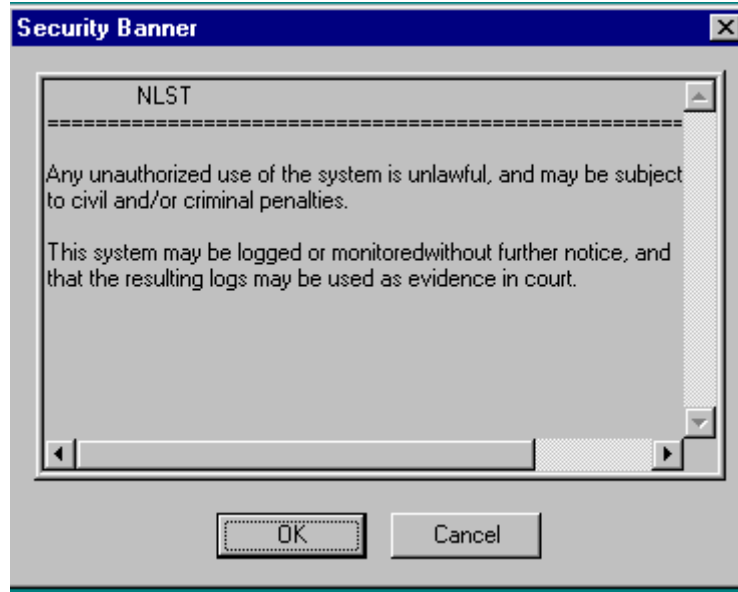 Security Banner
NLST
=====================================================
Any unauthorized use of the system is unlawful, and may be subject
to civil and/or criminal penalties.
This system may be logged or monitoredwithout further notice, and
that the resulting logs may be used as evidence in court.
OK
Cancel